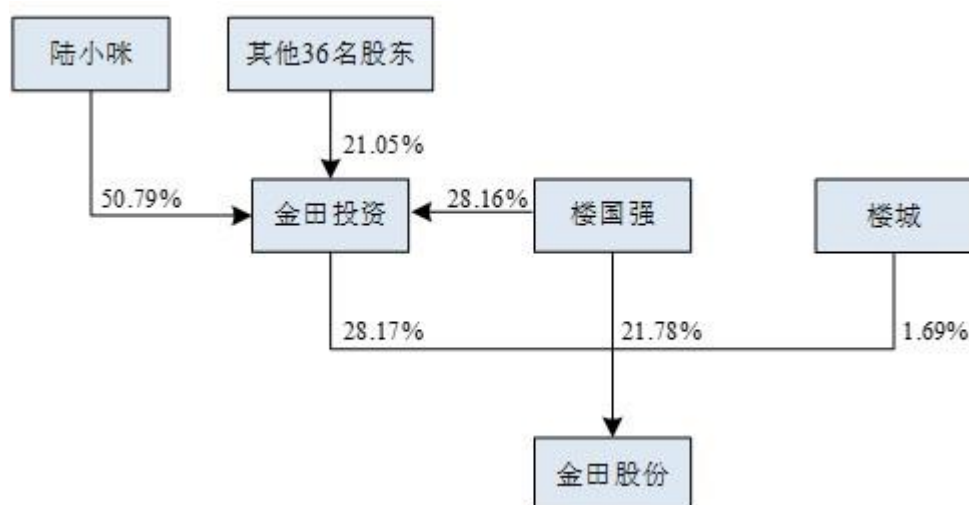 陆小咪
其他36名股东
21.05%
50.79%
金田投资
28.16%
楼国强
楼城
28.17%
21.78%
1.69%
金田股份